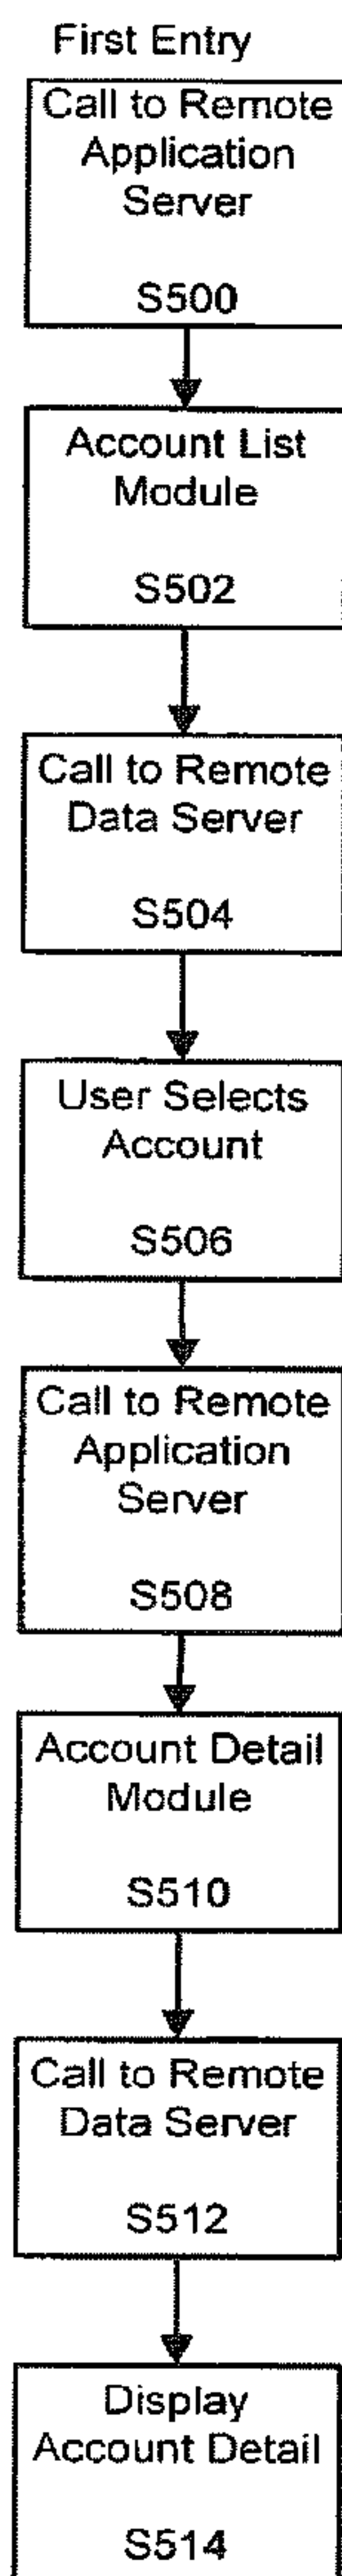 First Entry
Call to Remote
Application
Server
S500
Account List
Module
S502
Call to Remote
Data Server
S504
User Selects
Account
S506
Call to Remote
Application
Server
S508
Account Detail
Module
S510
Call to Remote
Data Server
S512
Display
Account Detail
S514